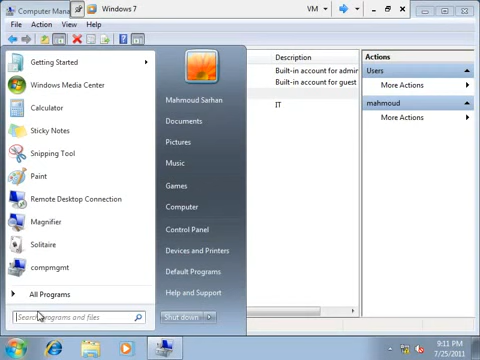 Computer Mana
Windows 7
VM
File Action View Help
Getting Started
Windows Media Center
Calculator
Sticky Notes
Snipping Tool
Paint
Remote Desktop Connection
Magnifier
Solitaire
compmgmt
All Programs
Search programs and files
Mahmoud Sarhan
Documents
Pictures
Music
Games
Computer
Control Panel
Devices and Printers
Default Programs
Help and Support
Shut down
Description
Built-in account for admin
Built-in account for guest
IT
Actions
Users
More Actions
mahmoud
More Actions
9:11 PM
7/25/2011